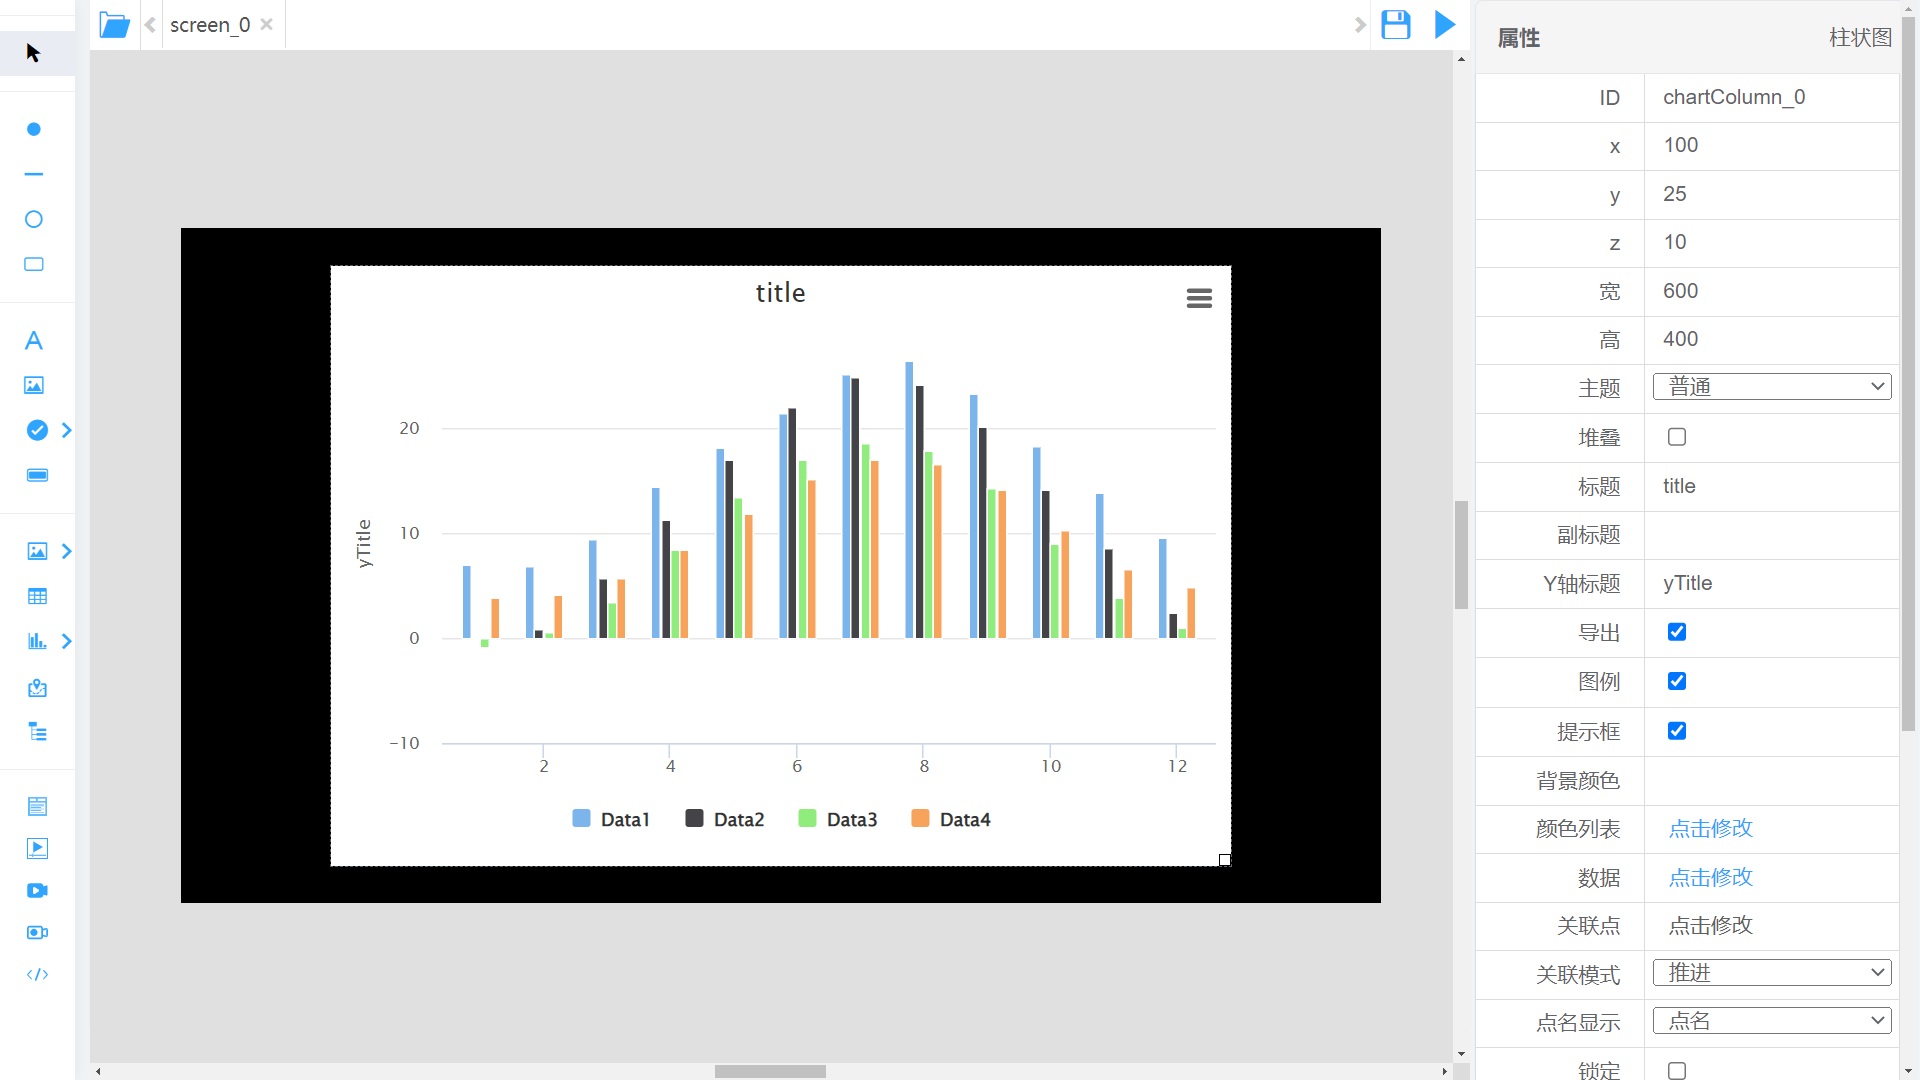 screen_0
属性 柱状图
ID chartColumn_0
x 100
y 25
z 10
宽 600
高 400
主题 普通
堆叠
标题 title
副标题
Y轴标题 yTitle
导出
图例
提示框
背景颜色
颜色列表 点击修改
数据 点击修改
关联点 点击修改
关联模式 推进
点名显示 点名
锁定
title
yTitle
20
10
0
-10
2 4 6 8 10 12
Data1 Data2 Data3 Data4